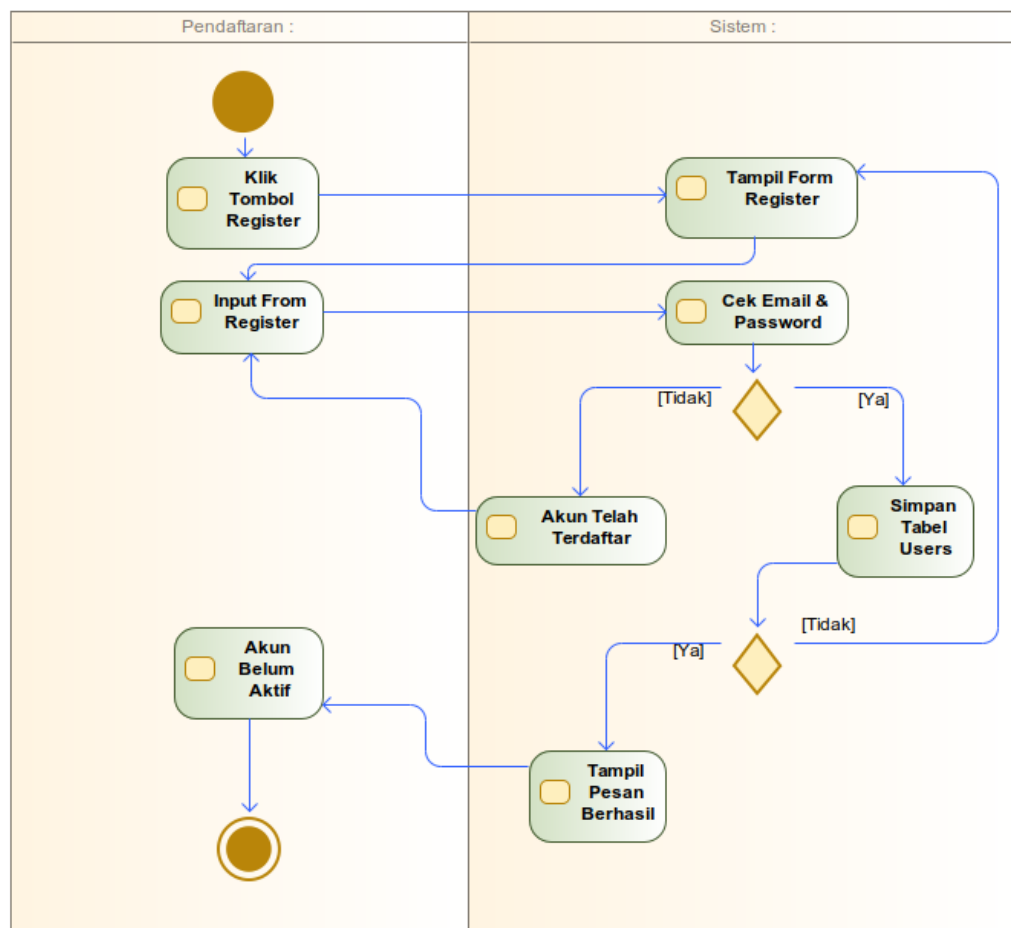 Pendaftaran :
Sistem :
Klik
Tombol
Register
Tampil Form
Register
Input From
Register
Cek Email &
Password
[Tidak]
[Ya]
Akun Telah
Terdaftar
Simpan
Tabel
Users
[Tidak]
[Ya]
Akun
Belum
Aktif
Tampil
Pesan
Berhasil